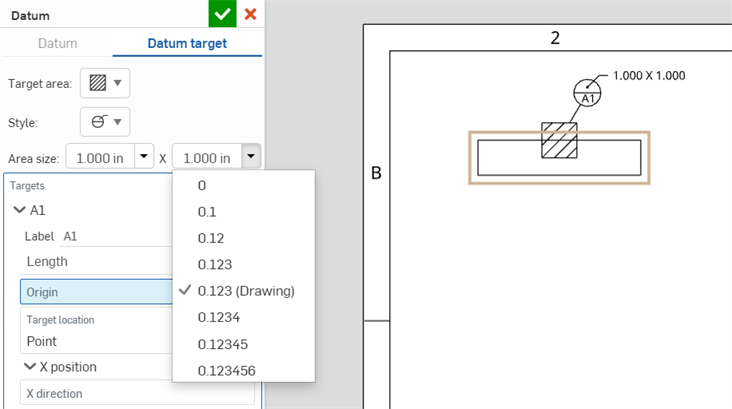 Datum
Datum Datum target
Target area:
Style:
Area size: 1.000 in X 1.000 in
Targets
A1
Label A1
Length
Origin
Target location
Point
X position
X direction
0
0.1
0.12
0.123
0.123 (Drawing)
0.1234
0.12345
0.123456
2
1.000 X 1.000
A1
B